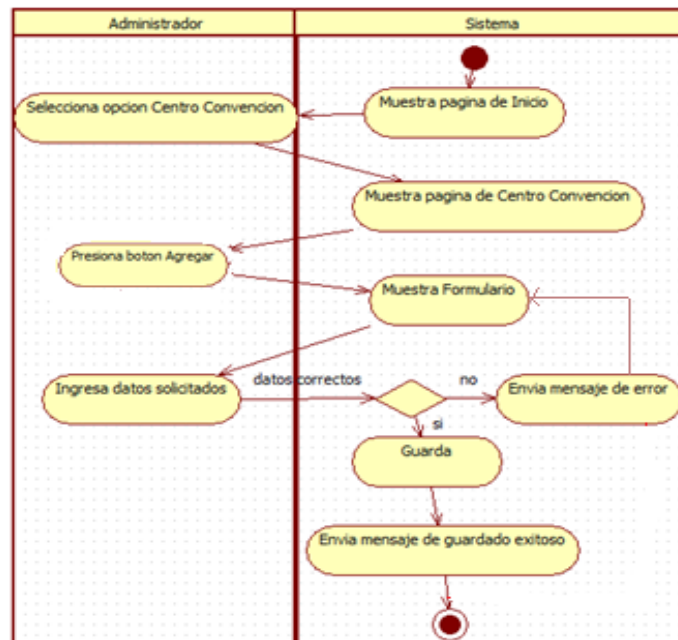 Administrador
Sistema
Muestra pagina de Inicio
Selecciona opcion Centro Convencion
Muestra pagina de Centro Convencion
Presiona boton Agregar
Muestra Formulario
Ingresa datos solicitados
datos correctos
no
Envia mensaje de error
si
Guarda
Envia mensaje de guardado exitoso